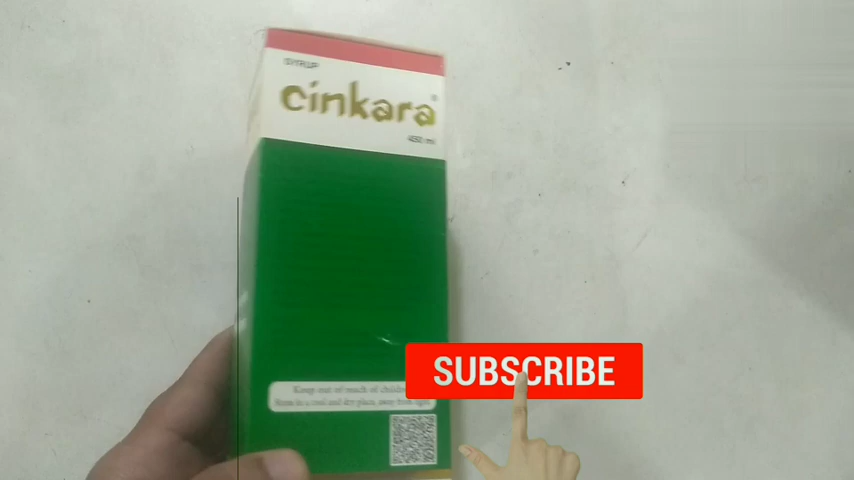 SYRUP
cinkara®
450 ml
Keep out of reach of children
Store in a cool and dry place, away from light.
SUBSCRIBE